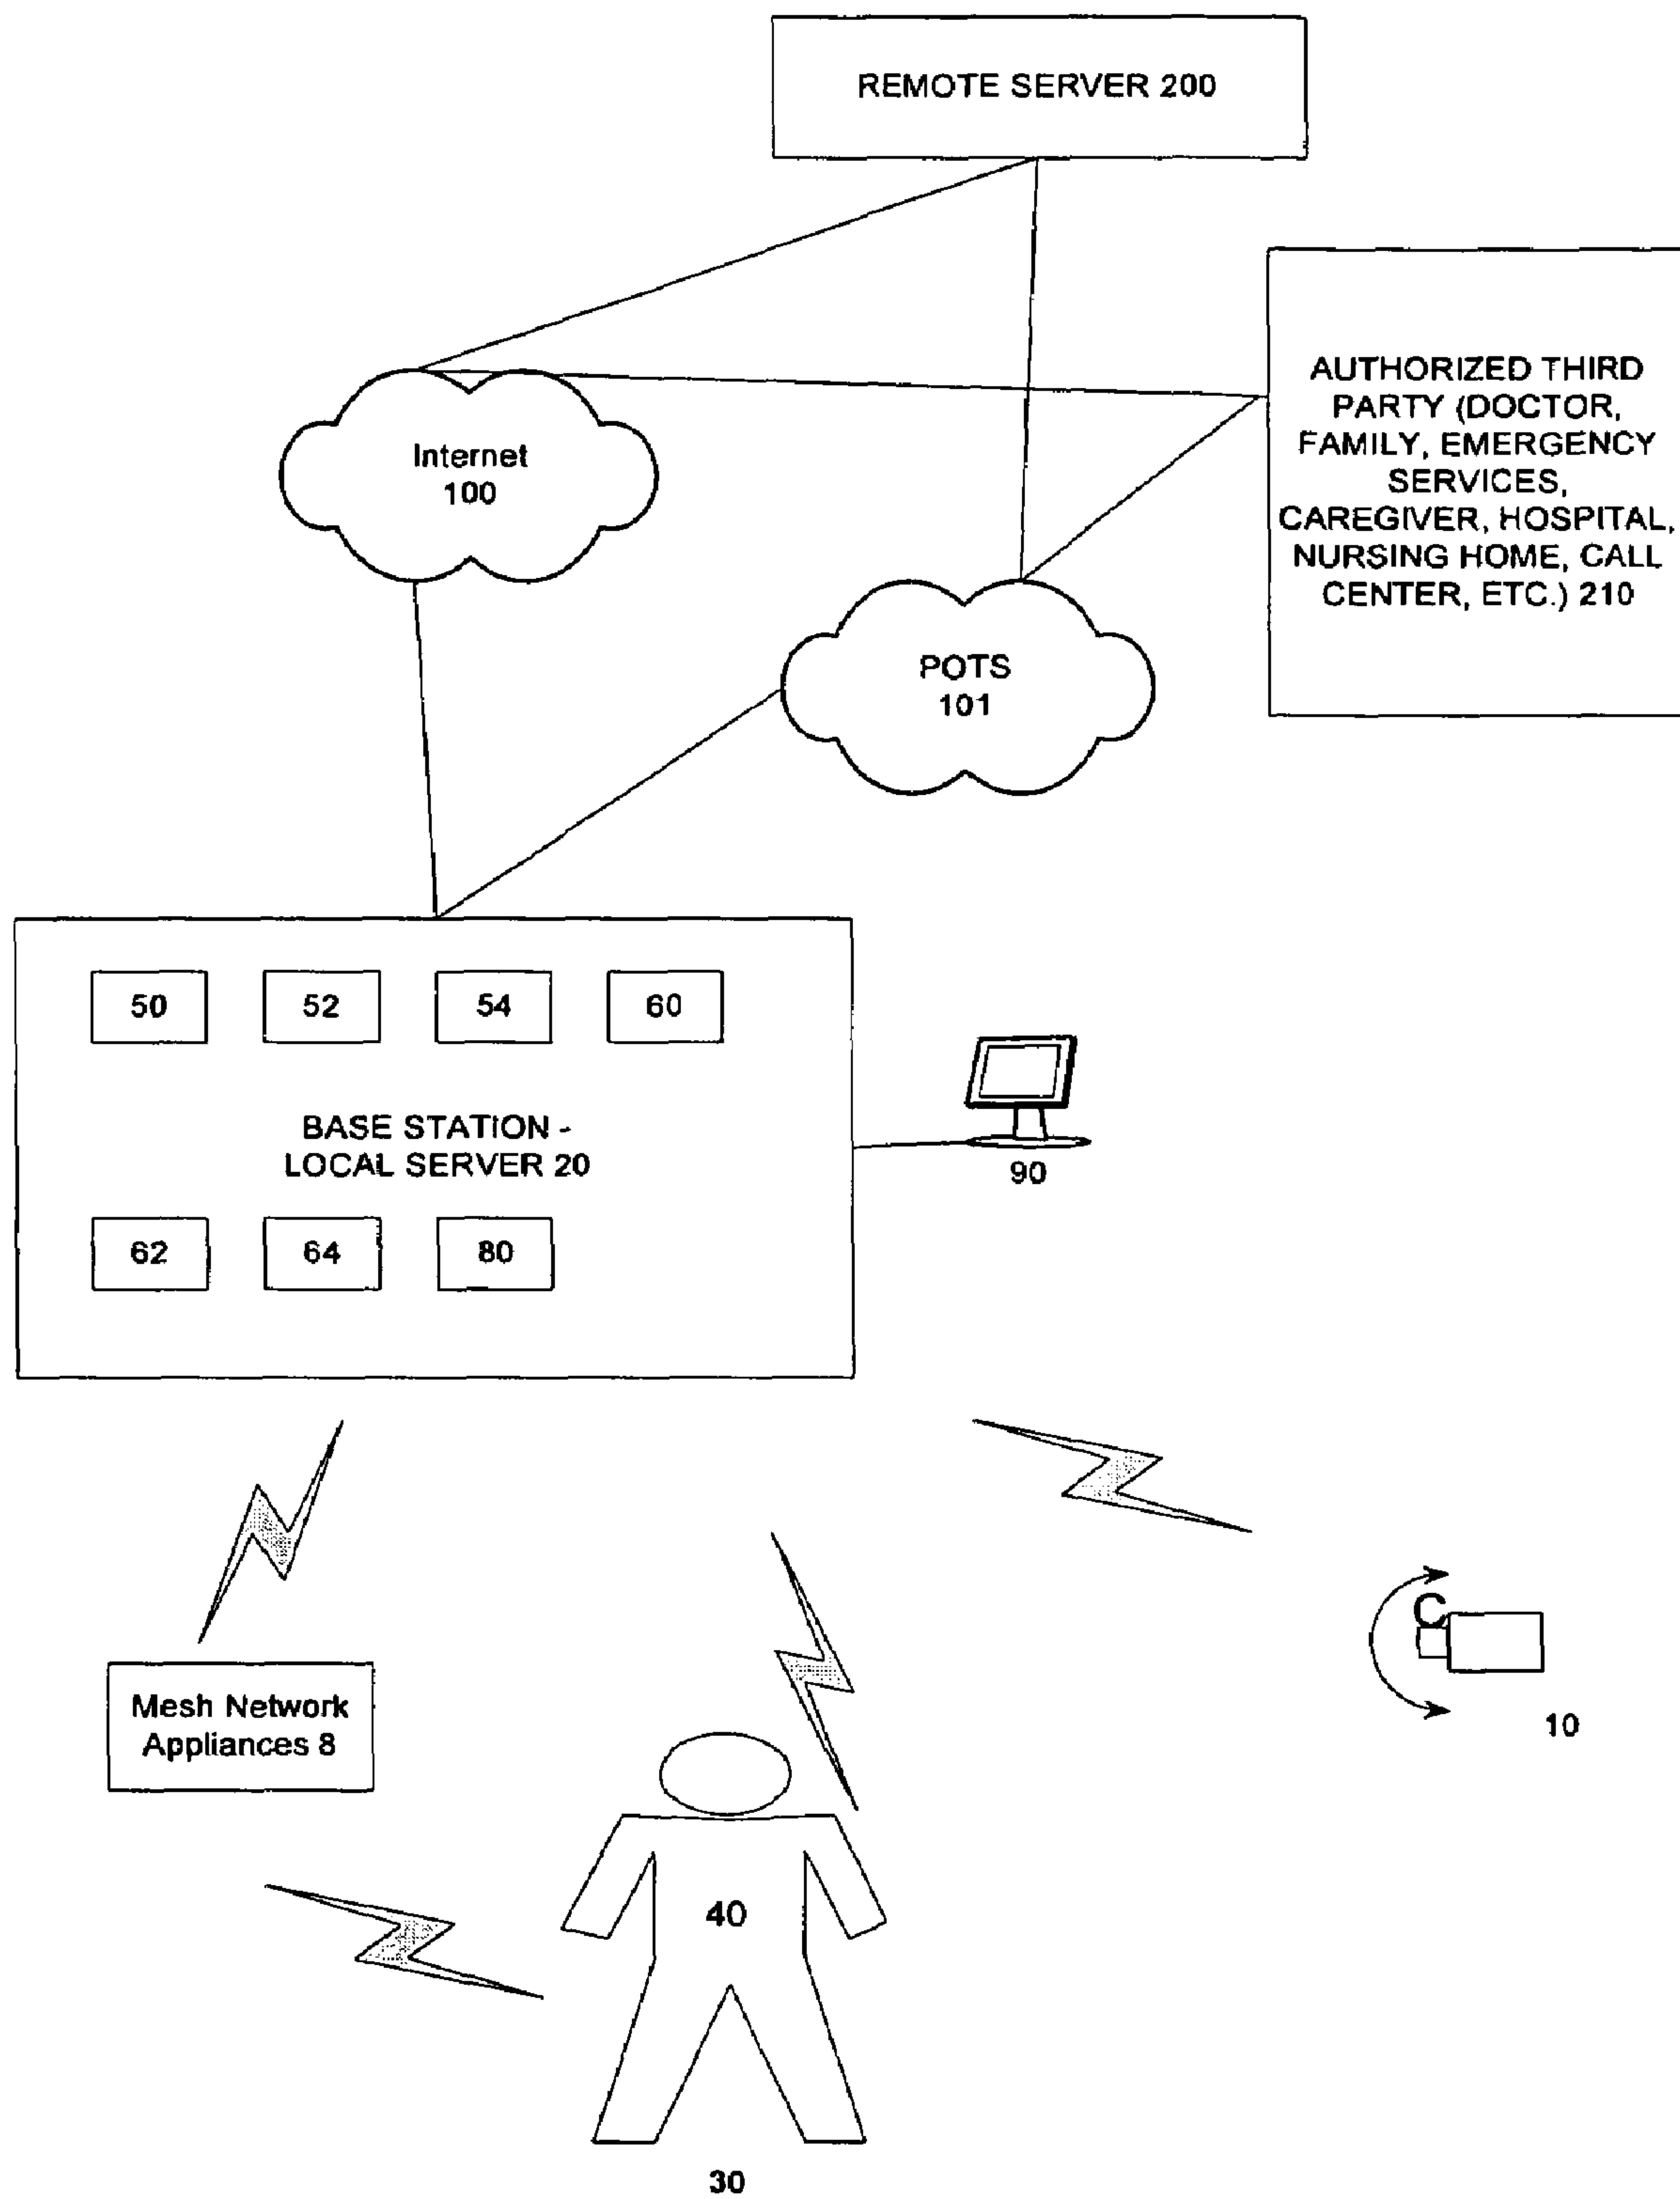 REMOTE SERVER 200
AUTHORIZED THIRD
PARTY (DOCTOR,
FAMILY, EMERGENCY
SERVICES,
CAREGIVER, HOSPITAL,
NURSING HOME, CALL
CENTER, ETC.) 210
Internet
100
POTS
101
50
52
54
60
BASE STATION -
LOCAL SERVER 20
90
62
64
80
C
10
Mesh Network
Appliances 8
40
30